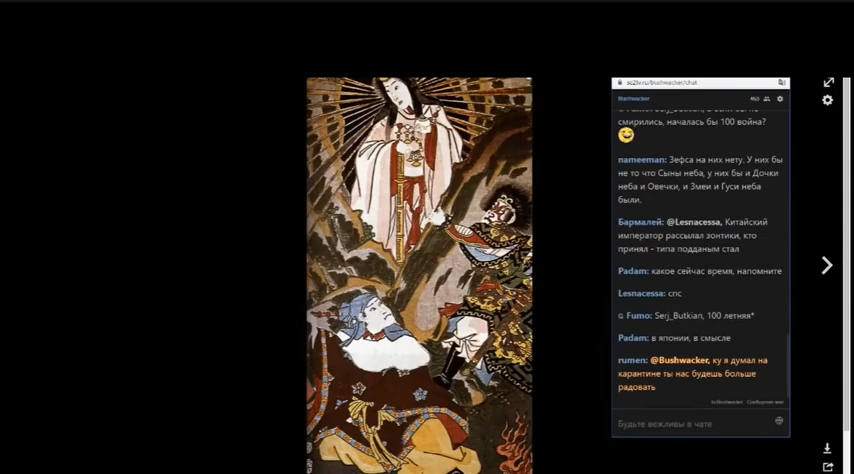 sc2tv.ru/bushwacker/chat
Bushwacker
смирились, началась бы 100 война?
nameeman: Зефса на них нету. У них бы
не то что Сыны неба, у них бы и Дочки
неба и Овечки, и Змеи и Гуси неба
были.
Бармалей: @Lesnacessa, Китайский
император рассылал зонтики, кто
принял - типа подданым стал
Padam: какое сейчас время, напомните
Lesnacessa: спс
Fumo: Serj_Butkian, 100 летняя*
Padam: в японии, в смысле
rumen: @Bushwacker, ку я думал на
карантине ты нас будешь больше
радовать
Будьте вежливы в чате